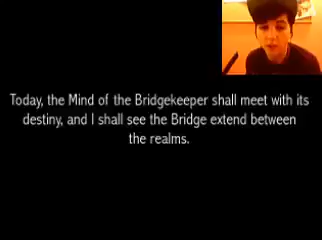 Today, the Mind of the Bridgekeeper shall meet with its
destiny, and I shall see the Bridge extend between
the realms.